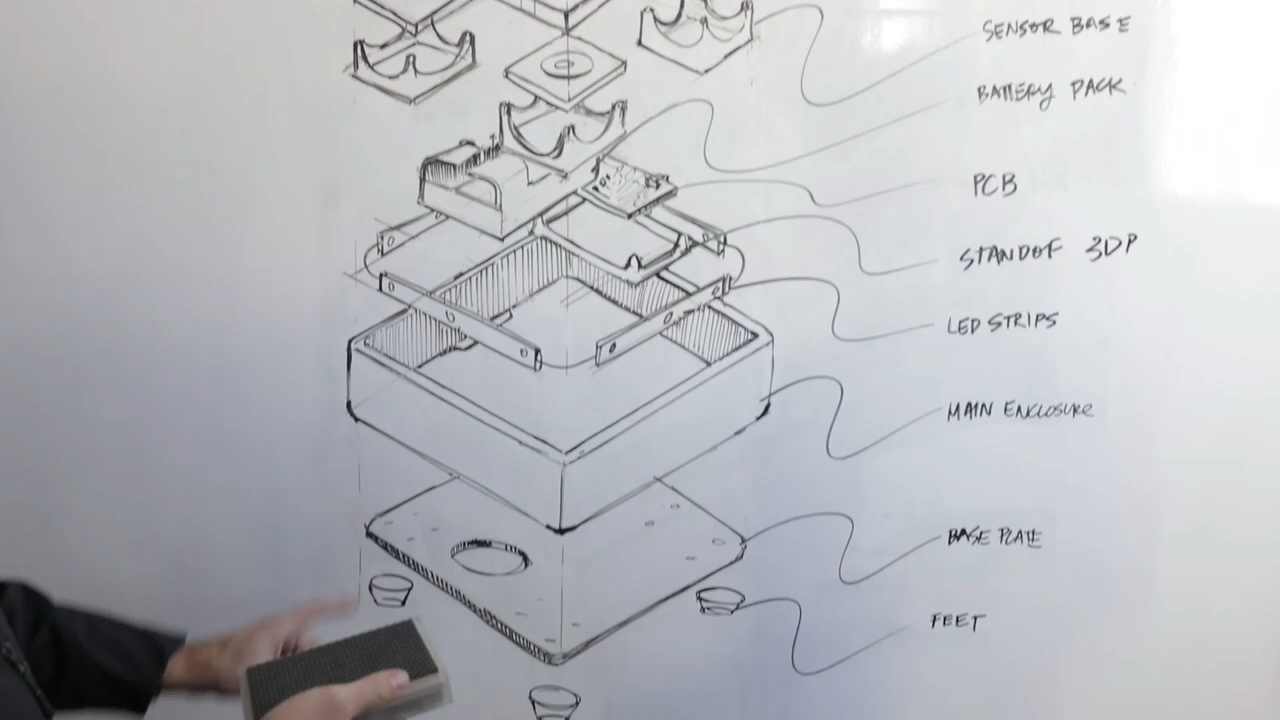 SENSOR BASE
BATTERY PACK
PCB
STANDOF 3DP
LED STRIPS
MAIN ENCLOSURE
BASE PLATE
FEET